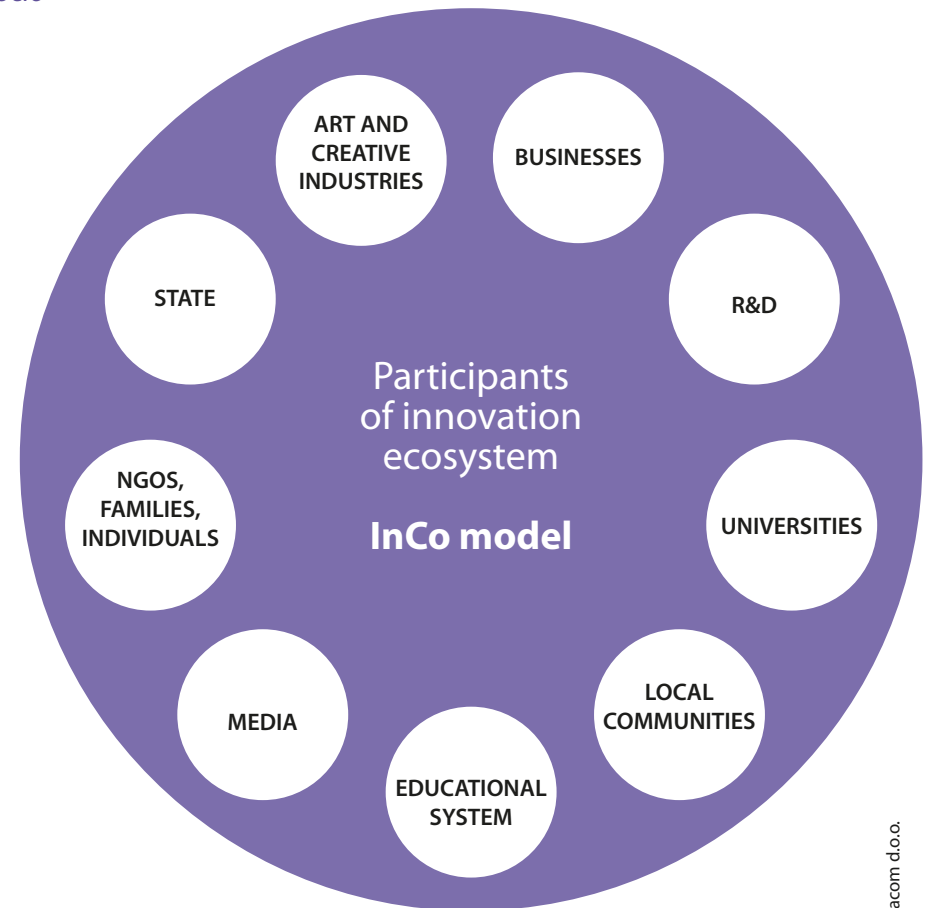 ART AND
CREATIVE
INDUSTRIES
BUSINESSES
STATE
R&D
Participants
of innovation
ecosystem
InCo model
NGOS,
FAMILIES,
INDIVIDUALS
UNIVERSITIES
MEDIA
LOCAL
COMMUNITIES
EDUCATIONAL
SYSTEM
acom d.o.o.